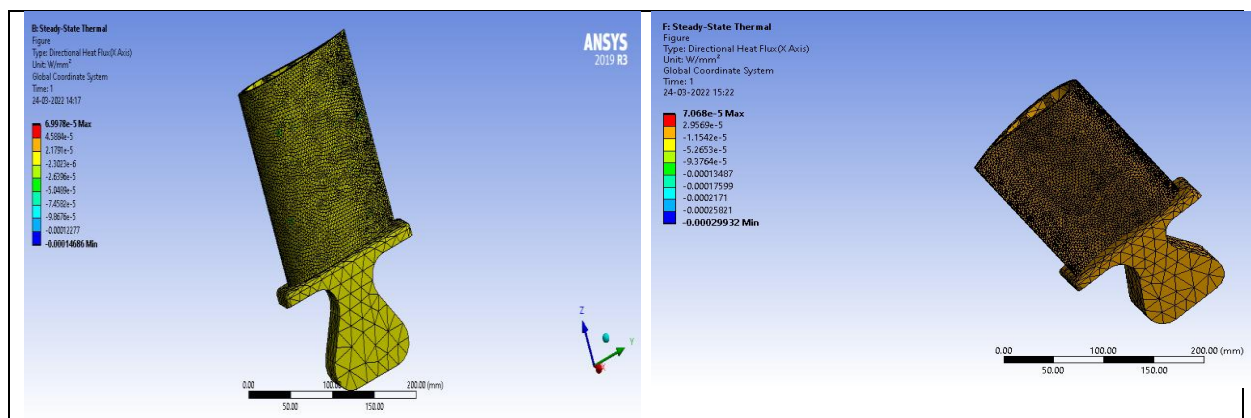 B: Steady-State Thermal
Figure
Type: Directional Heat Flux(X Axis)
Unit: W/mm²
Global Coordinate System
Time: 1
24-03-2022 14:17
6.9978e-5 Max
4.5884e-5
2.1791e-5
-2.3023e-6
-2.6396e-5
-5.0489e-5
-7.4582e-5
-9.8676e-5
-0.00012277
-0.00014686 Min
ANSYS
2019 R3
Z
Y
X
0.00 100.00 200.00 (mm)
50.00 150.00
F: Steady-State Thermal
Figure
Type: Directional Heat Flux(X Axis)
Unit: W/mm²
Global Coordinate System
Time: 1
24-03-2022 15:22
7.068e-5 Max
2.9569e-5
-1.1542e-5
-5.2653e-5
-9.3764e-5
-0.00013487
-0.00017599
-0.0002171
-0.00025821
-0.00029932 Min
0.00 100.00 200.00 (mm)
50.00 150.00